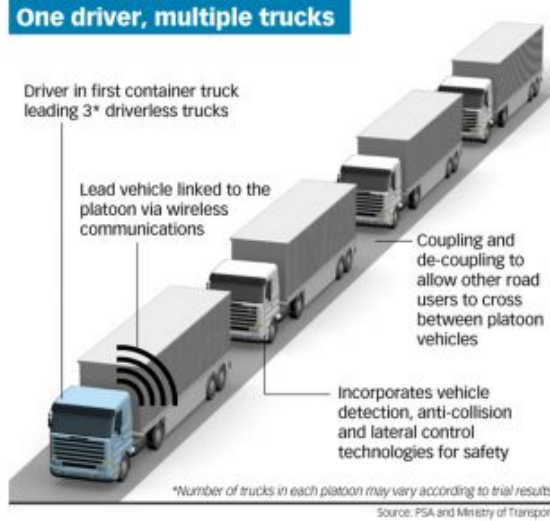 One driver, multiple trucks
Driver in first container truck
leading 3* driverless trucks
Lead vehicle linked to the
platoon via wireless
communications
Coupling and
de-coupling to
allow other road
users to cross
between platoon
vehicles
Incorporates vehicle
detection, anti-collision
and lateral control
technologies for safety
*Number of trucks in each platoon may vary according to trial results
Source: PSA and Ministry of Transpor